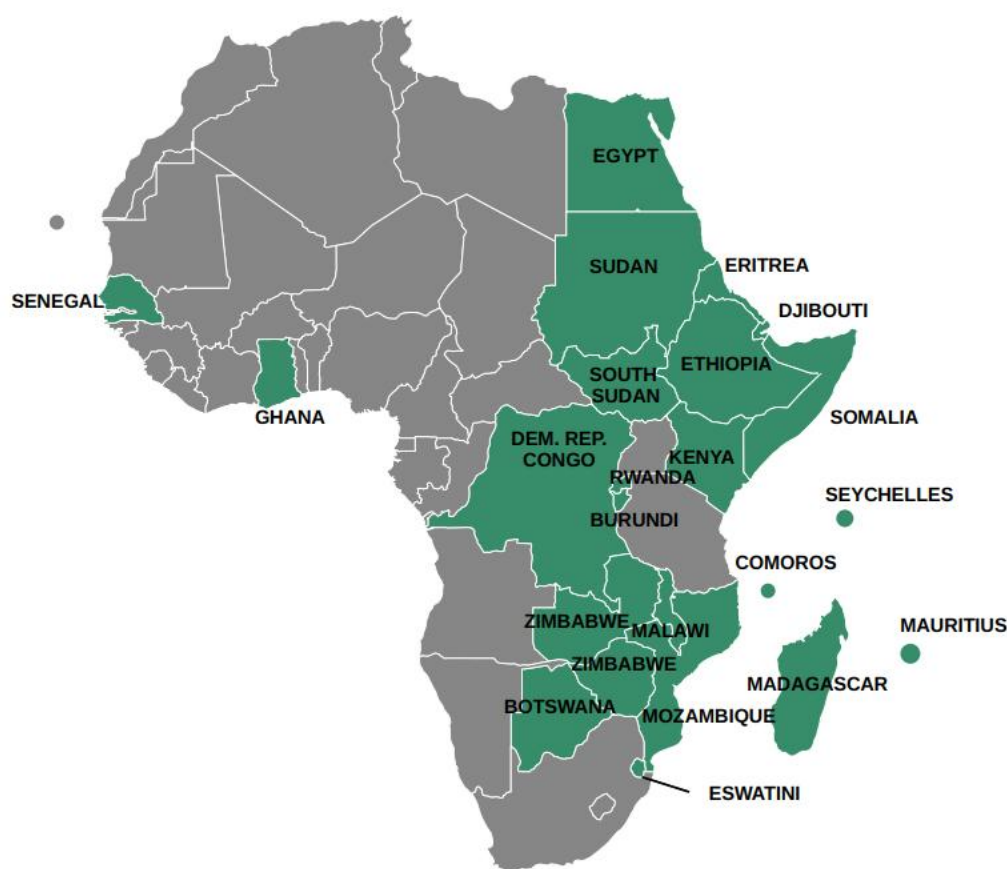 EGYPT
SUDAN
ERITREA
SENEGAL
DJIBOUTI
ETHIOPIA
SOUTH
SUDAN
GHANA
SOMALIA
DEM. REP.
CONGO
KENYA
RWANDA
SEYCHELLES
BURUNDI
COMOROS
ZIMBABWE
MALAWI
MAURITIUS
ZIMBABWE
MADAGASCAR
BOTSWANA
MOZAMBIQUE
ESWATINI